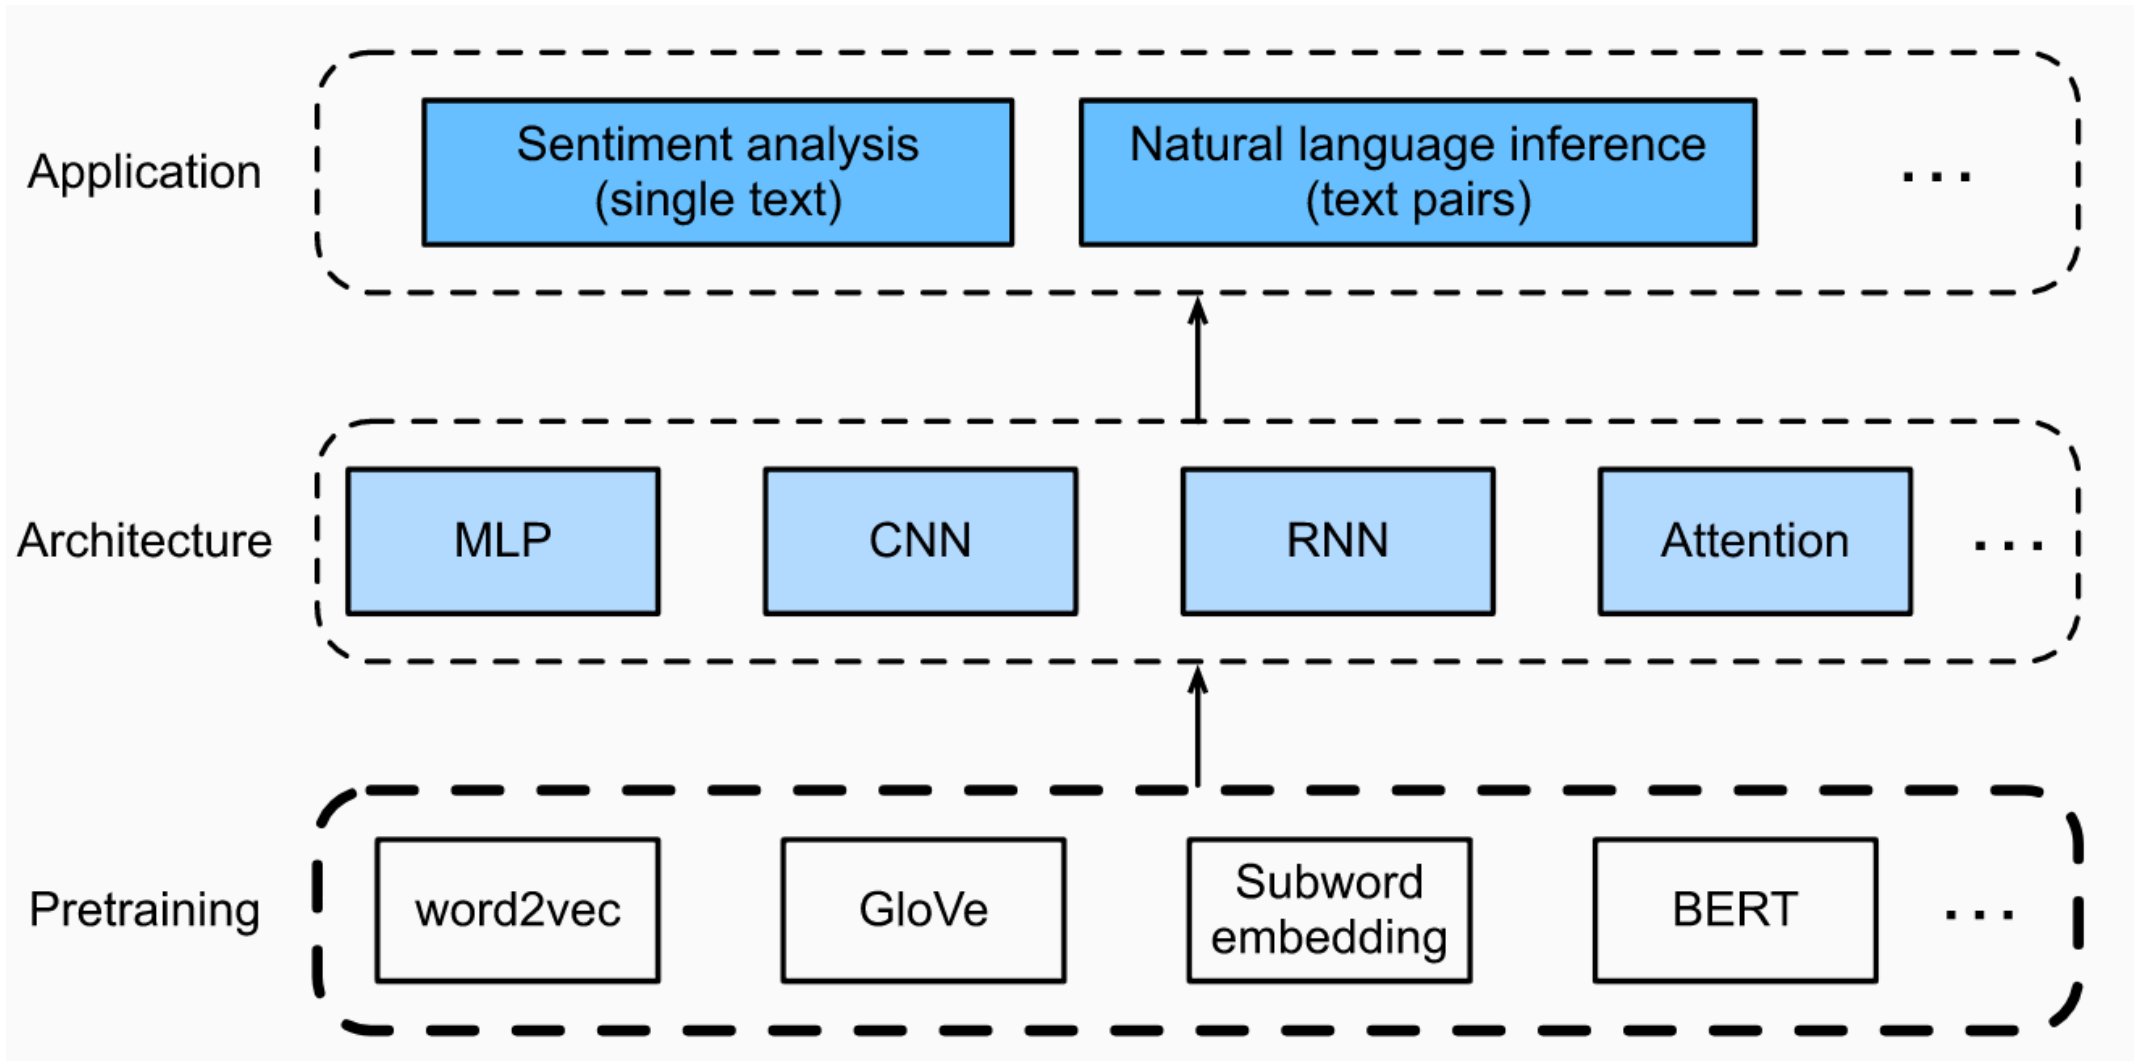 Application
Sentiment analysis
(single text)
Natural language inference
(text pairs)
...
Architecture
MLP
CNN
RNN
Attention
...
Pretraining
word2vec
GloVe
Subword
embedding
BERT
...